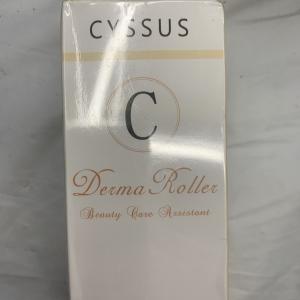 CYSSUS
C
Derma Roller
Beauty Care Assistant